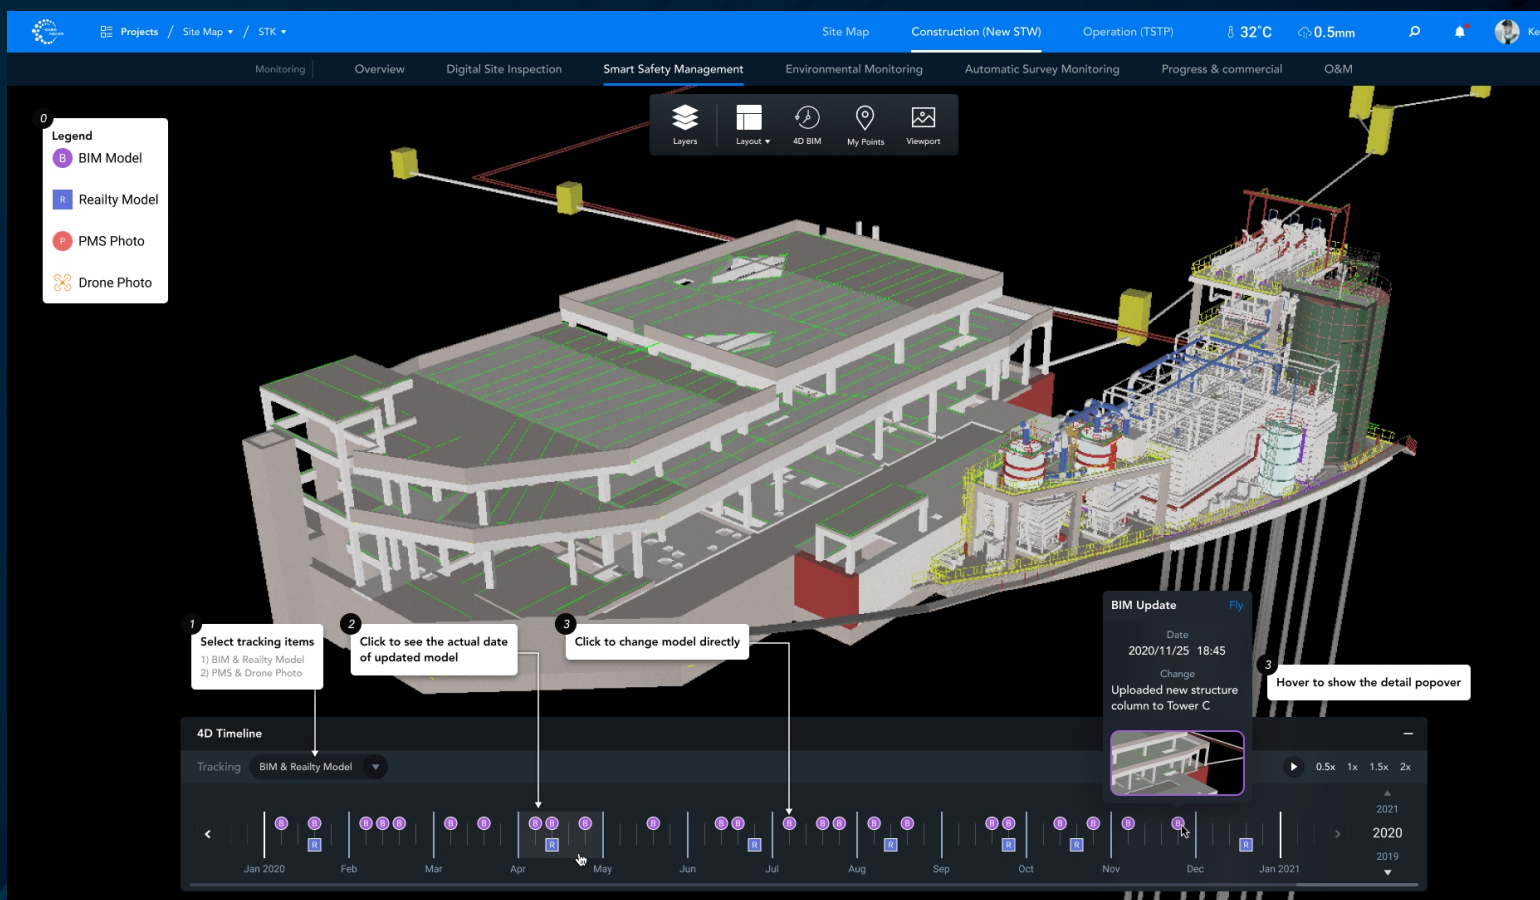 Projects / Site Map / STK
Site Map
Construction (New STW)
Operation (TSTP)
32°C
0.5mm
Ke
Monitoring
Overview
Digital Site Inspection
Smart Safety Management
Environmental Monitoring
Automatic Survey Monitoring
Progress & commercial
O&M
Layers
Layout
4D BIM
My Points
Viewport
0
Legend
B BIM Model
R Reailty Model
P PMS Photo
Drone Photo
1
Select tracking items
1) BIM & Reailty Model
2) PMS & Drone Photo
2
Click to see the actual date
of updated model
3
Click to change model directly
BIM Update
Fly
Date
2020/11/25 18:45
Change
Uploaded new structure
column to Tower C
3
Hover to show the detail popover
4D Timeline
Tracking
BIM & Reailty Model
0.5x 1x 1.5x 2x
B B B B B B B B B B B B B B B B B B B B B B B B B
R R R R R R R
Jan 2020 Feb Mar Apr May Jun Jul Aug Sep Oct Nov Dec Jan 2021
2021
2020
2019